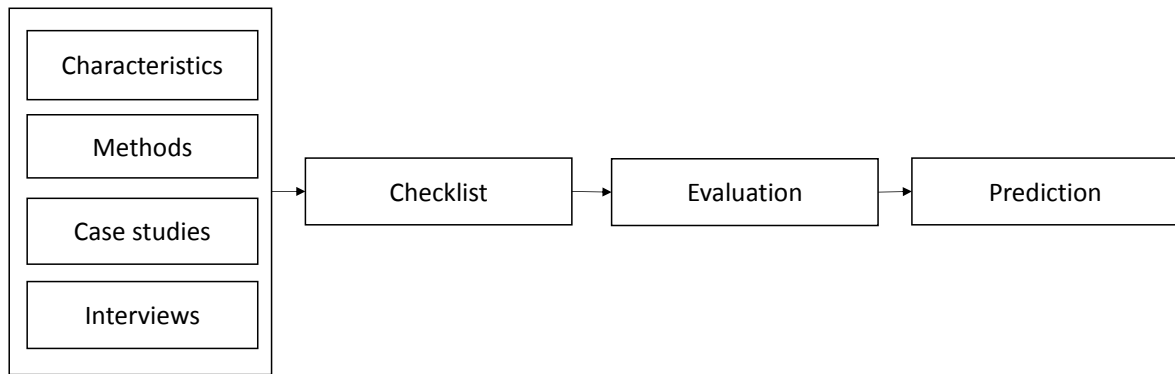 Characteristics
Methods
Case studies
Interviews
Checklist
Evaluation
Prediction